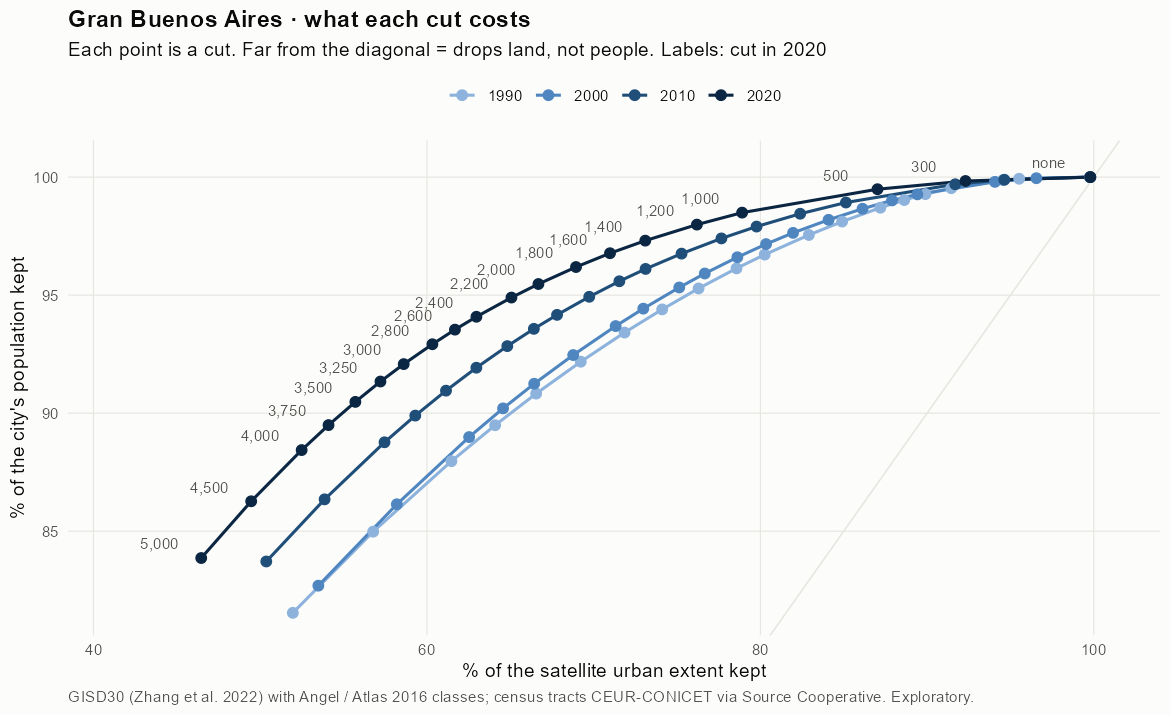 Gran Buenos Aires · what each cut costs
Each point is a cut. Far from the diagonal = drops land, not people. Labels: cut in 2020
1990 2000 2010 2020
none
300
500
1,000
1,200
1,400
1,600
1,800
2,000
2,200
2,400
2,600
2,800
3,000
3,250
3,500
3,750
4,000
4,500
5,000
100
95
90
85
% of the city's population kept
40 60 80 100
% of the satellite urban extent kept
GISD30 (Zhang et al. 2022) with Angel / Atlas 2016 classes; census tracts CEUR-CONICET via Source Cooperative. Exploratory.